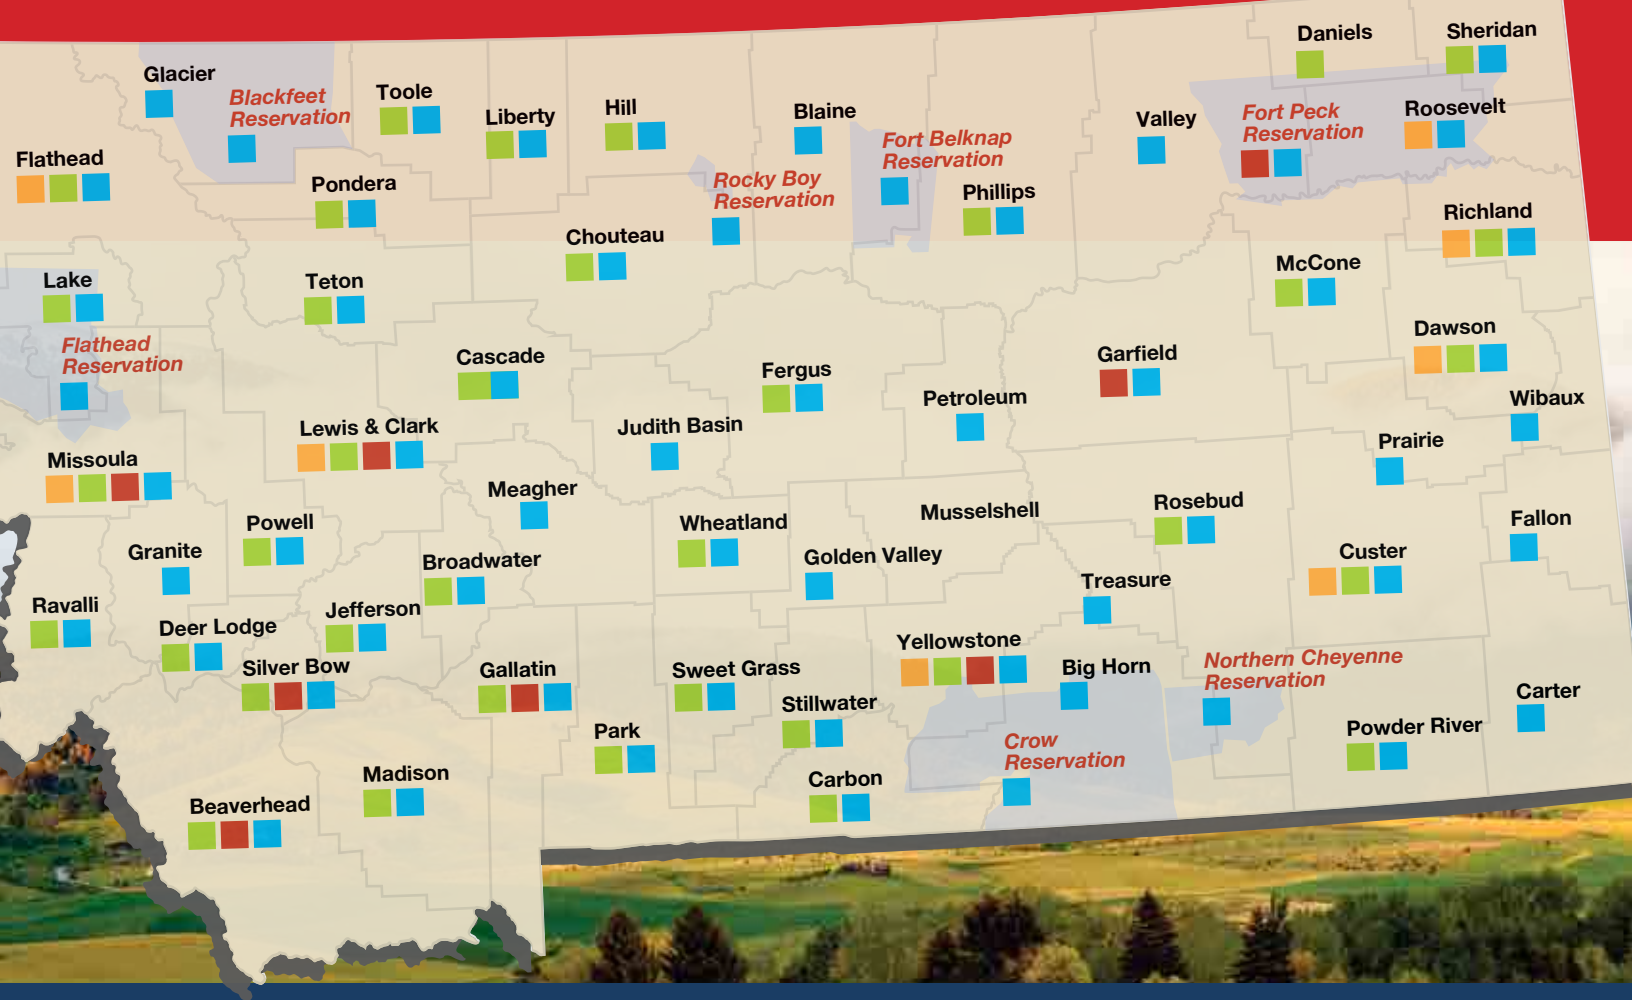 Daniels
Sheridan
Glacier
Blackfeet
Reservation
Toole
Liberty
Hill
Blaine
Valley
Fort Peck
Reservation
Roosevelt
Flathead
Pondera
Rocky Boy
Reservation
Fort Belknap
Reservation
Phillips
Richland
Chouteau
McCone
Lake
Teton
Flathead
Reservation
Cascade
Fergus
Garfield
Dawson
Petroleum
Wibaux
Lewis & Clark
Judith Basin
Prairie
Missoula
Meagher
Musselshell
Rosebud
Powell
Wheatland
Fallon
Granite
Broadwater
Golden Valley
Custer
Treasure
Ravalli
Jefferson
Deer Lodge
Silver Bow
Gallatin
Sweet Grass
Yellowstone
Big Horn
Northern Cheyenne
Reservation
Stillwater
Carter
Park
Crow
Reservation
Powder River
Madison
Carbon
Beaverhead